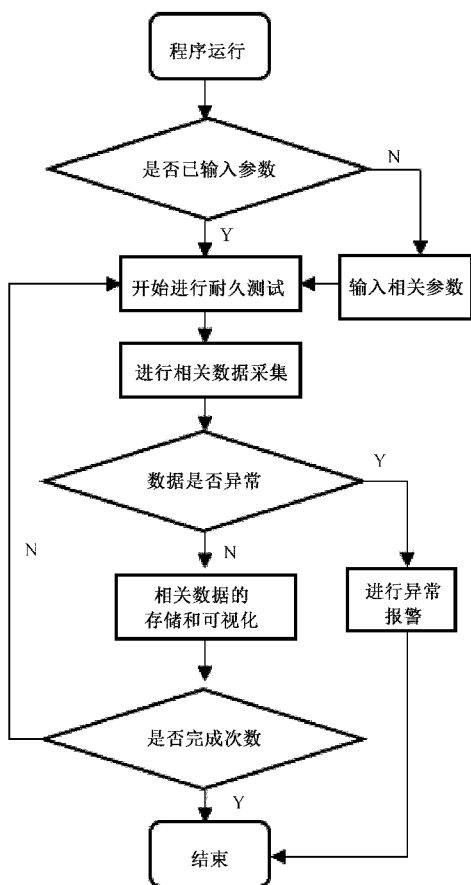 程序运行
是否已输入参数
N
Y
开始进行耐久测试
输入相关参数
进行相关数据采集
数据是否异常
Y
N
N
相关数据的
存储和可视化
进行异常
报警
是否完成次数
Y
结束